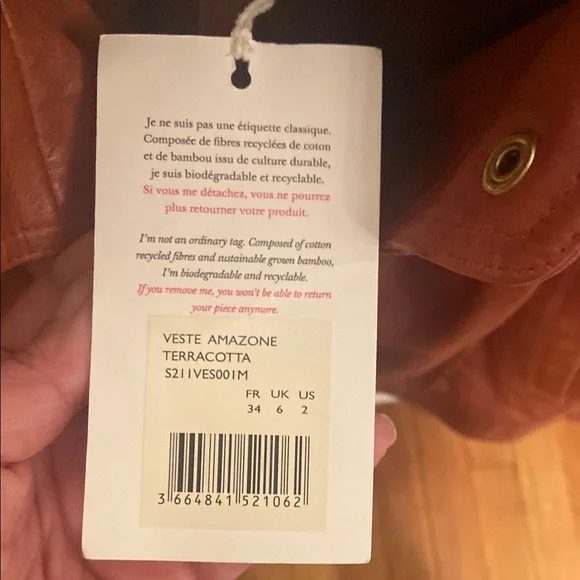 Je ne suis pas une étiquette classique.
Composée de fibres recyclées de coton
et de bambou issu de culture durable,
je suis biodégradable et recyclable.
Si vous me détachez, vous ne pourrez
plus retourner votre produit.
I'm not an ordinary tag. Composed of cotton
recycled fibres and sustainable grown bamboo,
I'm biodegradable and recyclable.
If you remove me, you won't be able to return
your piece anymore.
VESTE AMAZONE
TERRACOTTA
S211VES001M
FR UK US
34 6 2
3 664841 521062